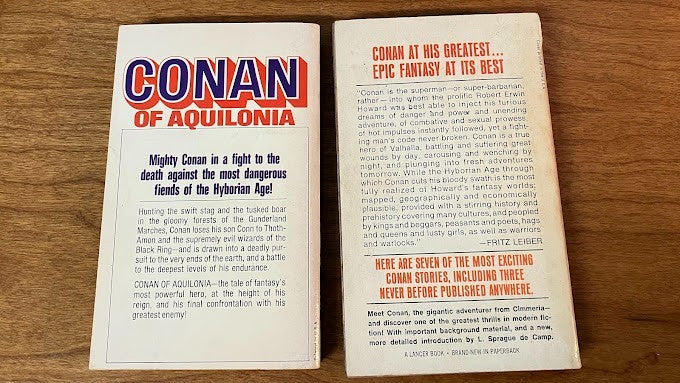 CONAN
OF AQUILONIA
Mighty Conan in a fight to the
death against the most dangerous
fiends of the Hyborian Age!
Hunting the swift stag and the tusked boar
in the gloomy forests of the Gunderland
Marches, Conan loses his son Conn to Thoth-
Amon and the supremely evil wizards of the
Black Ring—and is drawn into a deadly pur-
suit to the very ends of the earth, and a battle
to the deepest levels of his endurance.
CONAN OF AQUILONIA—the tale of fantasy's
most powerful hero, at the height of his
reign, and his final confrontation with his
greatest enemy!
CONAN AT HIS GREATEST...
EPIC FANTASY AT ITS BEST
"Conan is the superman—or super-barbarian,
rather—into whom the prolific Robert Erwin
Howard was best able to inject his furious
dreams of danger and power and unending
adventure, of combative and sexual prowess,
of hot impulses instantly followed, yet a fight-
ing man's code never broken. Conan is a true
hero of Valhalla, battling and suffering great
wounds by day, carousing and wenching by
night, and plunging into fresh adventures
tomorrow. While the Hyborian Age through
which Conan cuts his bloody swath is the most
fully realized of Howard's fantasy worlds;
mapped, geographically and economically
plausible, provided with a stirring history and
prehistory covering many cultures, and peopled
by kings and beggars, peasants and poets, hags
and queens and lusty girls, as well as warriors
and warlocks."
—FRITZ LEIBER
HERE ARE SEVEN OF THE MOST EXCITING
CONAN STORIES, INCLUDING THREE
NEVER BEFORE PUBLISHED ANYWHERE.
Meet Conan, the gigantic adventurer from Cimmeria—
and discover one of the greatest thrills in modern fic-
tion! With important background material, and a new,
more detailed introduction by L. Sprague de Camp.
A LANCER BOOK • BRAND-NEW IN PAPERBACK